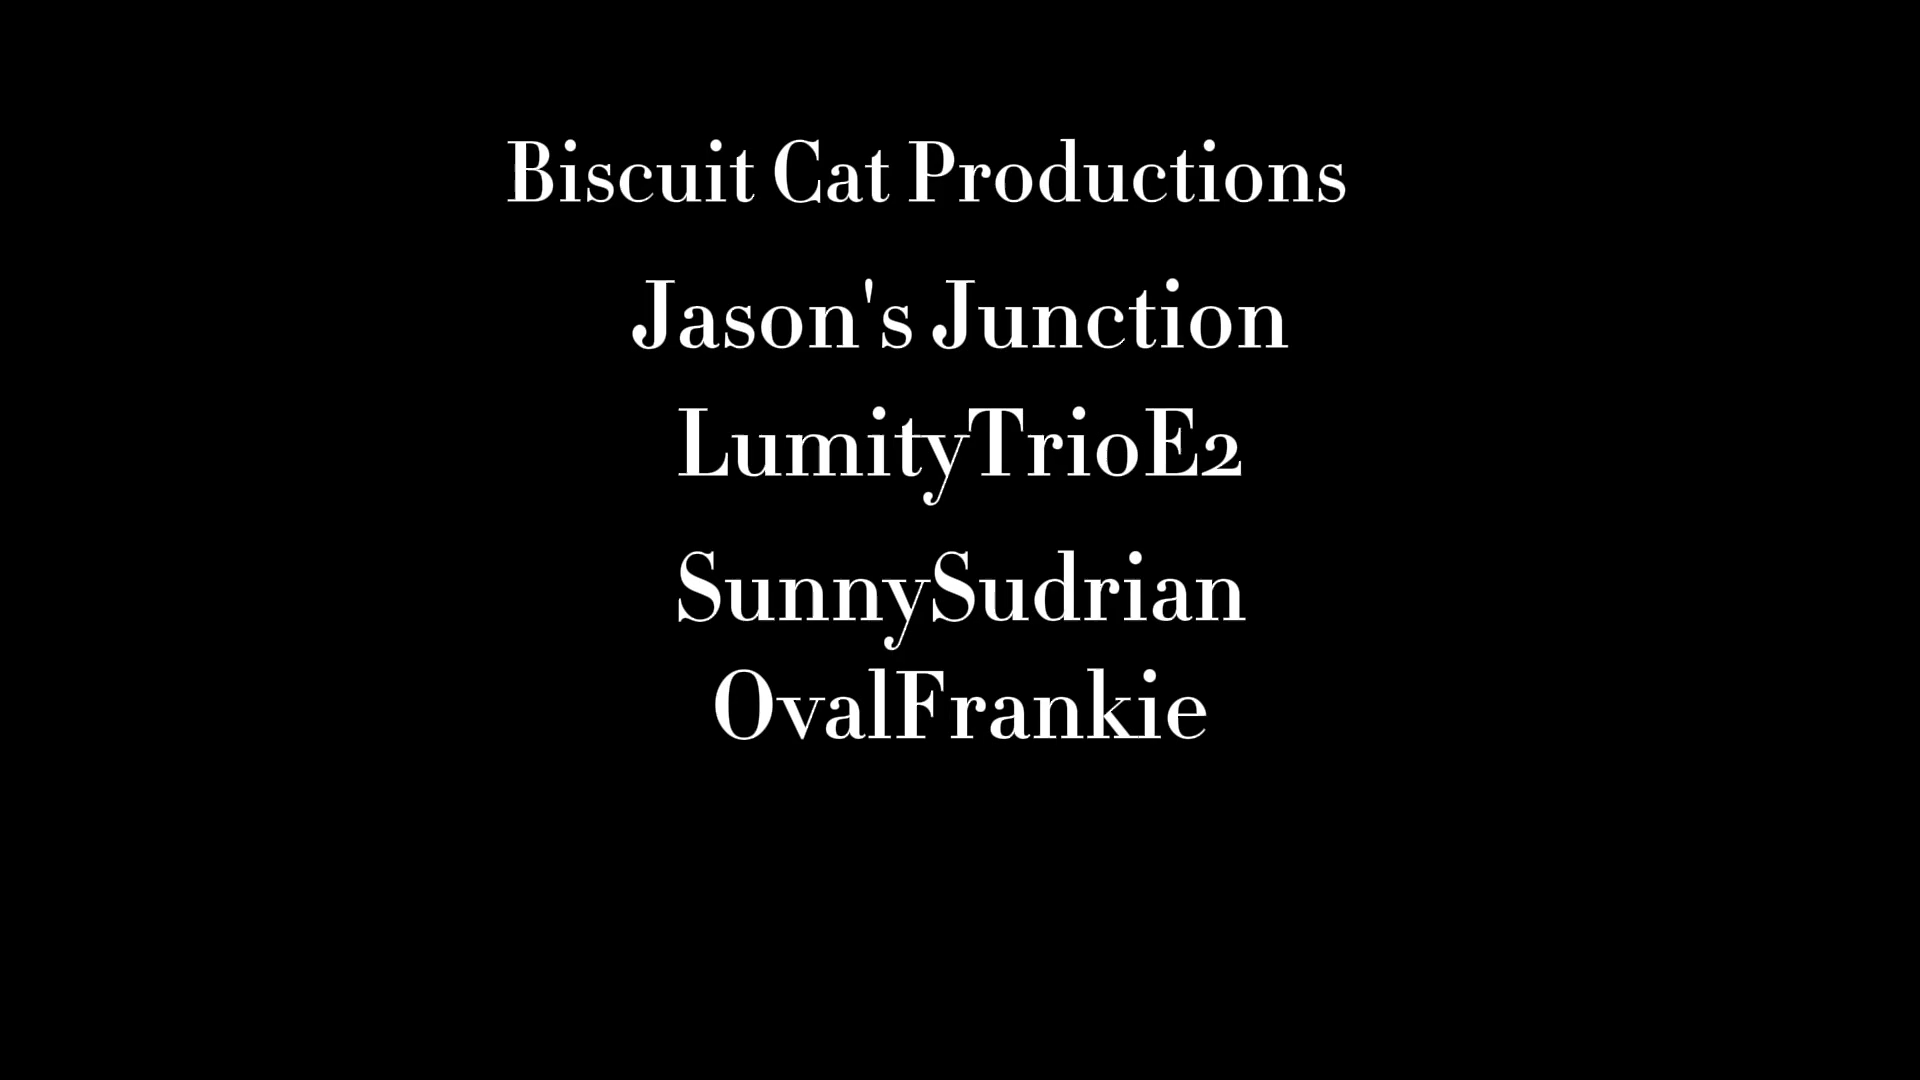 Biscuit Cat Productions
Jason's Junction
LumityTrioE2
SunnySudrian
OvalFrankie